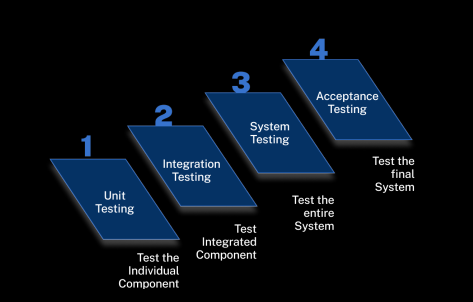 1
Unit
Testing
Test the
Individual
Component
2
Integration
Testing
Test
Integrated
Component
3
System
Testing
Test the
entire
System
4
Acceptance
Testing
Test the
final
System